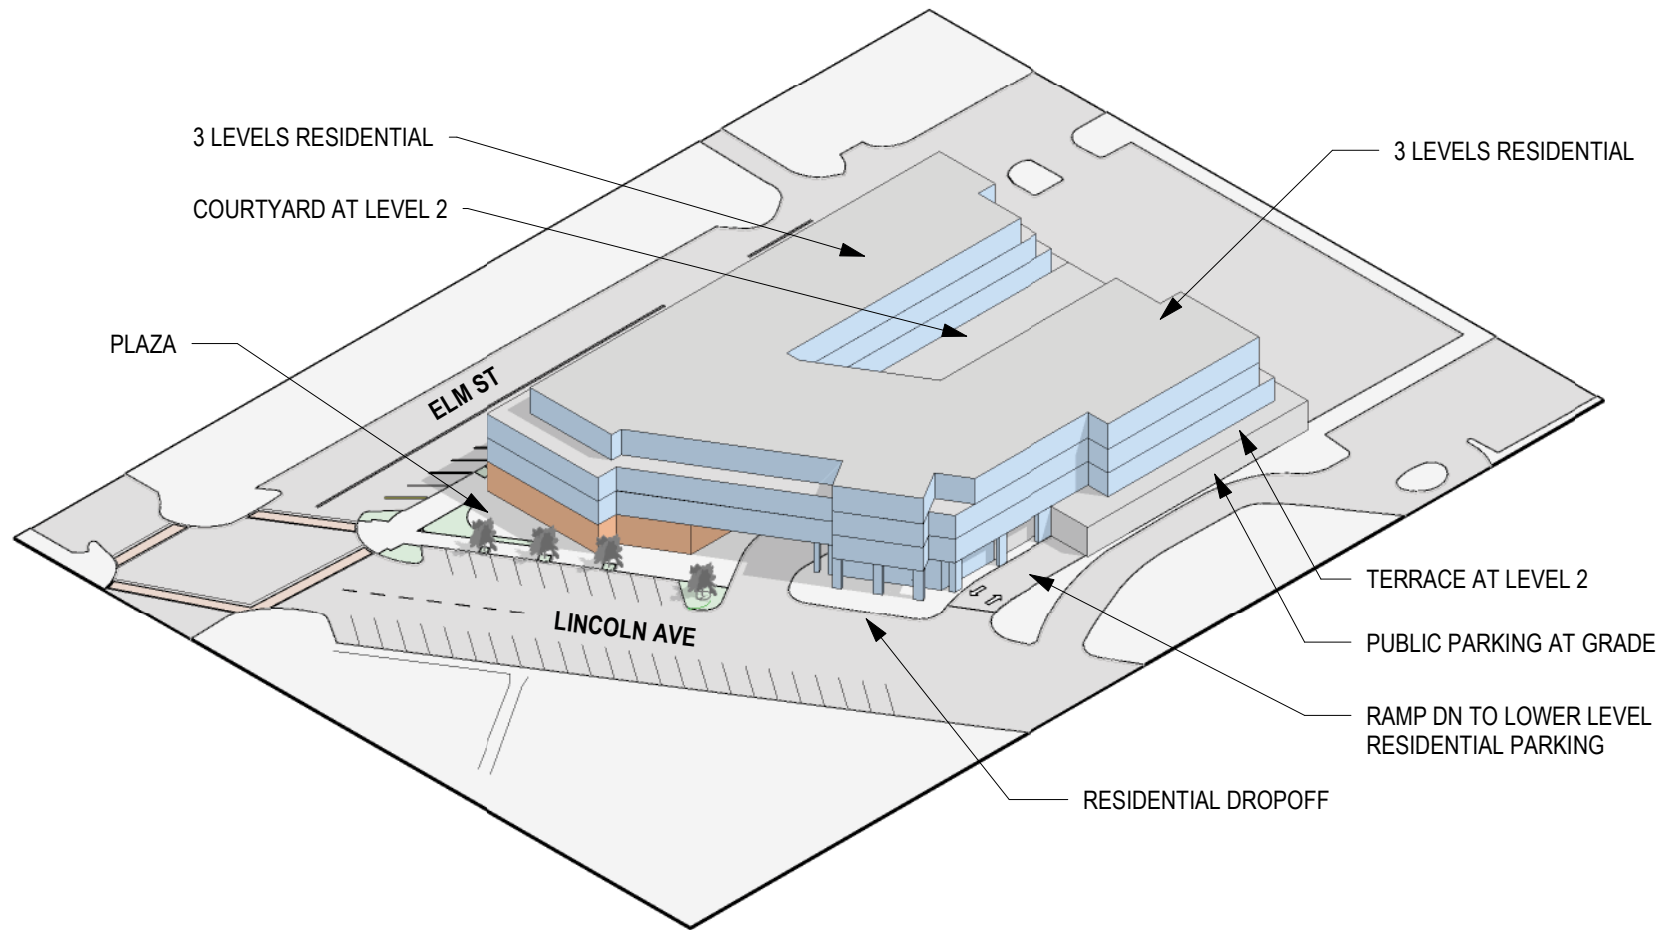 3 LEVELS RESIDENTIAL
3 LEVELS RESIDENTIAL
COURTYARD AT LEVEL 2
PLAZA
ELM ST
LINCOLN AVE
TERRACE AT LEVEL 2
PUBLIC PARKING AT GRADE
RAMP DN TO LOWER LEVEL
RESIDENTIAL PARKING
RESIDENTIAL DROPOFF